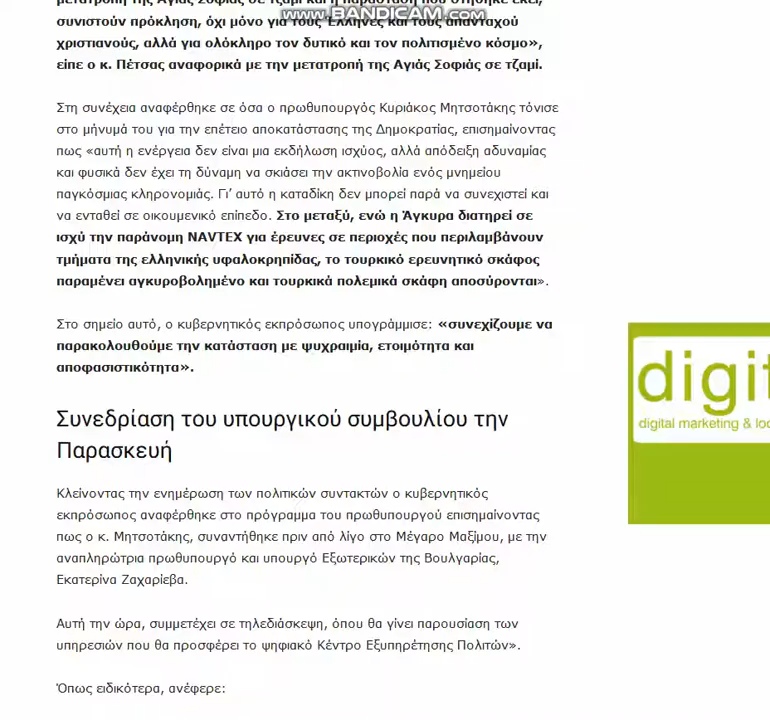 μετατροπή της Αγίας Σοφίας σε τζαμί και η παράσταση που στήθηκε εκεί,
www.BANDICAM.com
συνιστούν πρόκληση, όχι μόνο για τους Έλληνες και τους απανταχού
χριστιανούς, αλλά για ολόκληρο τον δυτικό και τον πολιτισμένο κόσμο»,
είπε ο κ. Πέτσας αναφορικά με την μετατροπή της Αγιάς Σοφιάς σε τζαμί.
Στη συνέχεια αναφέρθηκε σε όσα ο πρωθυπουργός Κυριάκος Μητσοτάκης τόνισε
στο μήνυμά του για την επέτειο αποκατάστασης της Δημοκρατίας, επισημαίνοντας
πως «αυτή η ενέργεια δεν είναι μια εκδήλωση ισχύος, αλλά απόδειξη αδυναμίας
και φυσικά δεν έχει τη δύναμη να σκιάσει την ακτινοβολία ενός μνημείου
παγκόσμιας κληρονομιάς. Γι’ αυτό η καταδίκη δεν μπορεί παρά να συνεχιστεί και
να ενταθεί σε οικουμενικό επίπεδο. Στο μεταξύ, ενώ η Άγκυρα διατηρεί σε
ισχύ την παράνομη NAVTEX για έρευνες σε περιοχές που περιλαμβάνουν
τμήματα της ελληνικής υφαλοκρηπίδας, το τουρκικό ερευνητικό σκάφος
παραμένει αγκυροβολημένο και τουρκικά πολεμικά σκάφη αποσύρονται».
Στο σημείο αυτό, ο κυβερνητικός εκπρόσωπος υπογράμμισε: «συνεχίζουμε να
παρακολουθούμε την κατάσταση με ψυχραιμία, ετοιμότητα και
αποφασιστικότητα».
Συνεδρίαση του υπουργικού συμβουλίου την
Παρασκευή
Κλείνοντας την ενημέρωση των πολιτικών συντακτών ο κυβερνητικός
εκπρόσωπος αναφέρθηκε στο πρόγραμμα του πρωθυπουργού επισημαίνοντας
πως ο κ. Μητσοτάκης, συναντήθηκε πριν από λίγο στο Μέγαρο Μαξίμου, με την
αναπληρώτρια πρωθυπουργό και υπουργό Εξωτερικών της Βουλγαρίας,
Εκατερίνα Ζαχαρίεβα.
Αυτή την ώρα, συμμετέχει σε τηλεδιάσκεψη, όπου θα γίνει παρουσίαση των
υπηρεσιών που θα προσφέρει το ψηφιακό Κέντρο Εξυπηρέτησης Πολιτών».
Όπως ειδικότερα, ανέφερε:
digit
digital marketing & loc